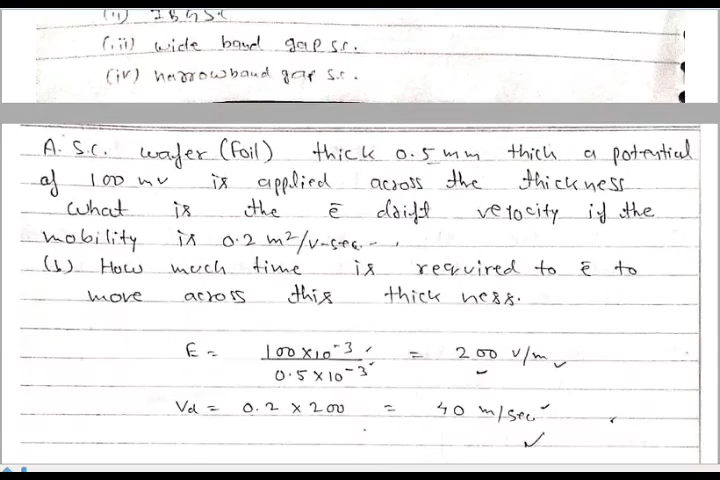 (ii) IBGSC
(iii) wide band gap s.c.
(iv) narrowband gap s.c.
A. S.C. wafer (foil) thick 0.5 mm thick a potential
of 100 mv is applied across the thickness
what is the ē drift velocity if the
mobility is 0.2 m²/v-sec.
(1) How much time is required to ē to
move across this thickness.
E = 100 x 10⁻³ / 0.5 x 10⁻³ = 200 v/m
Vd = 0.2 x 200 = 40 m/sec